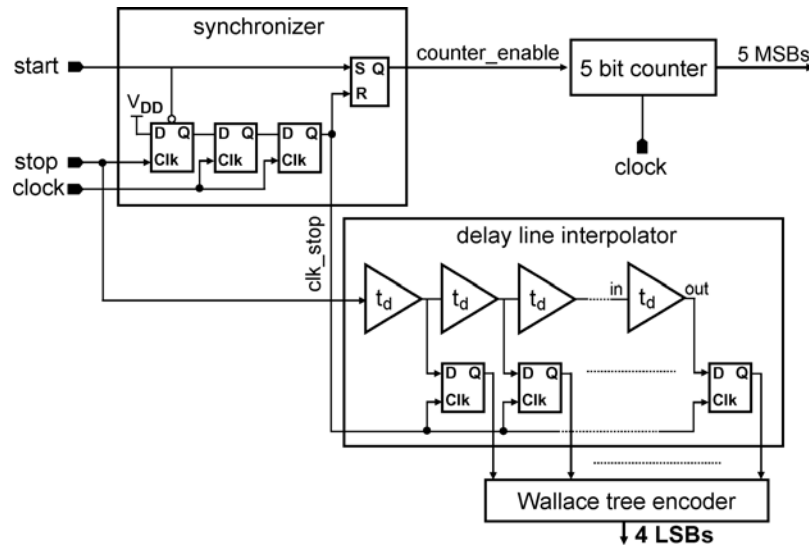 synchronizer
start
S Q
R
counter_enable
5 bit counter
5 MSBs
VDD
D Q
Clk
D Q
Clk
D Q
Clk
stop
clock
clock
clk_stop
delay line interpolator
td
td
td
in
td
out
D Q
Clk
D Q
Clk
D Q
Clk
Wallace tree encoder
4 LSBs